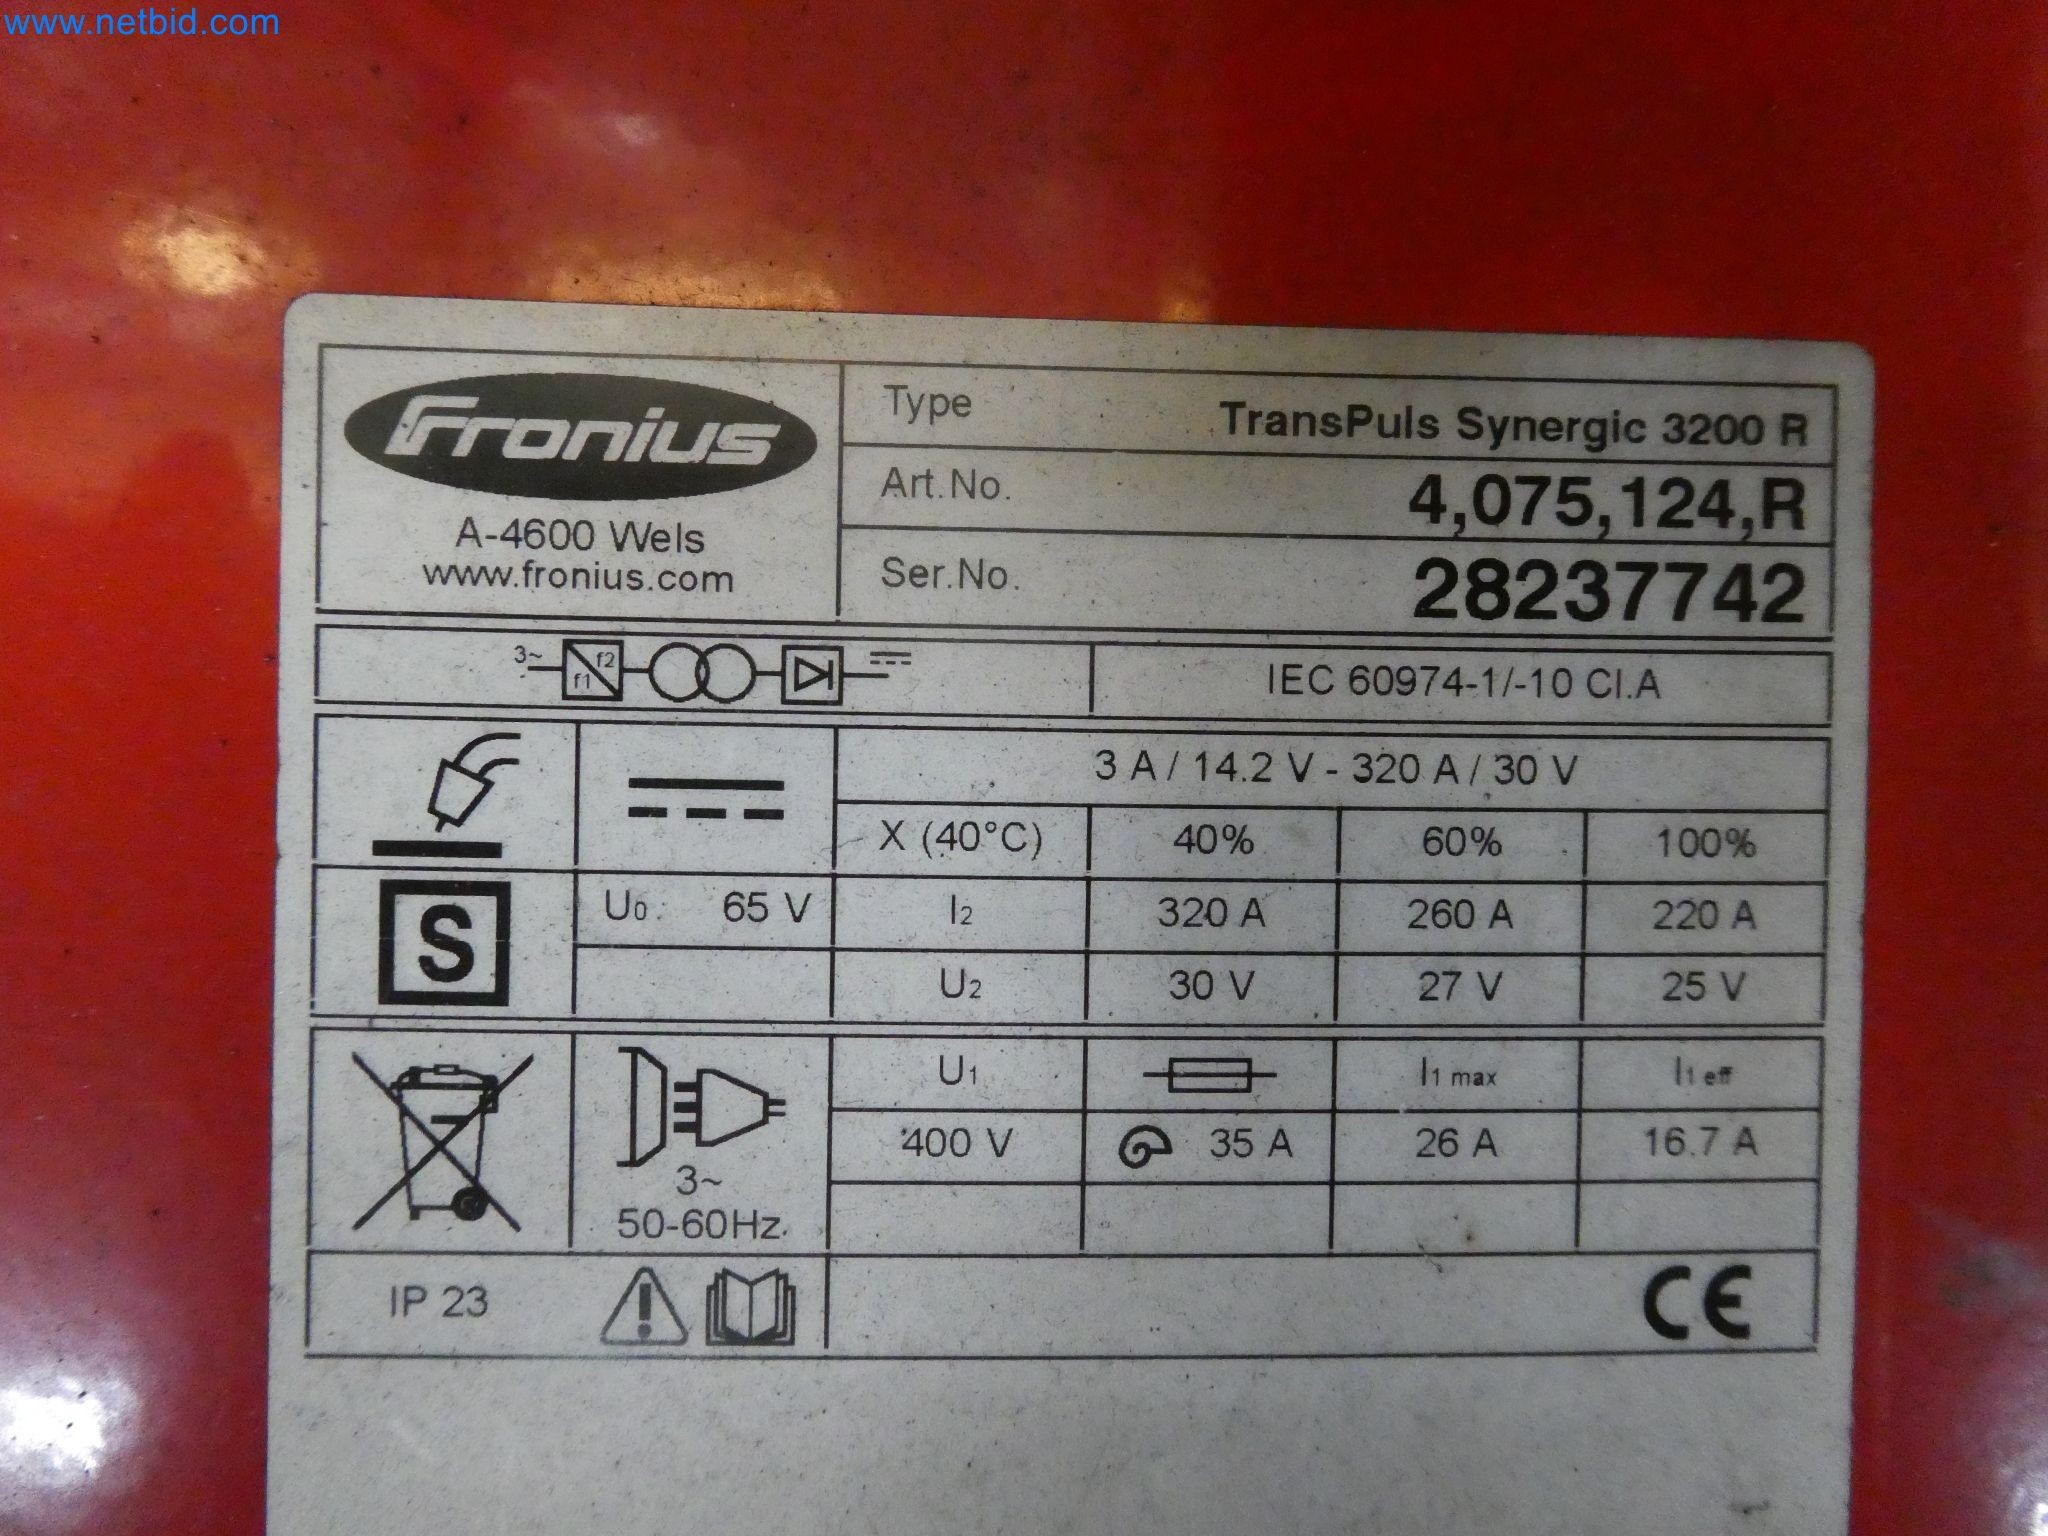 www.netbid.com
Fronius
A-4600 Wels
www.fronius.com
Type TransPuls Synergic 3200 R
Art.No. 4,075,124,R
Ser.No. 28237742
3~ f1 f2 IEC 60974-1/-10 Cl.A
3 A / 14.2 V - 320 A / 30 V
X (40°C) 40% 60% 100%
S U0 65 V I2 320 A 260 A 220 A
U2 30 V 27 V 25 V
U1 I1 max I1 eff
400 V 35 A 26 A 16.7 A
3~
50-60Hz
IP 23 CE